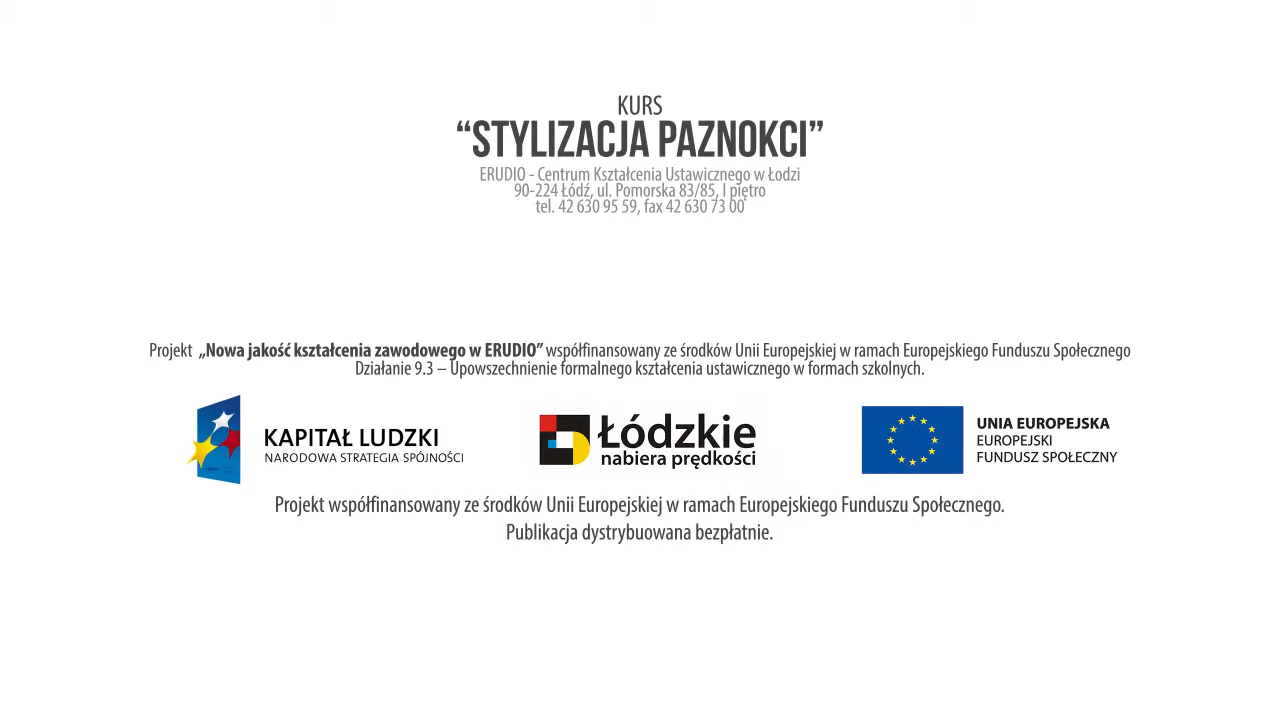 KURS
“STYLIZACJA PAZNOKCI”
ERUDIO - Centrum Kształcenia Ustawicznego w Łodzi
90-224 Łódź, ul. Pomorska 83/85, I piętro
tel. 42 630 95 59, fax 42 630 73 00
Projekt „Nowa jakość kształcenia zawodowego w ERUDIO” współfinansowany ze środków Unii Europejskiej w ramach Europejskiego Funduszu Społecznego
Działanie 9.3 – Upowszechnienie formalnego kształcenia ustawicznego w formach szkolnych.
KAPITAŁ LUDZKI
NARODOWA STRATEGIA SPÓJNOŚCI
Łódzkie
nabiera prędkości
UNIA EUROPEJSKA
EUROPEJSKI
FUNDUSZ SPOŁECZNY
Projekt współfinansowany ze środków Unii Europejskiej w ramach Europejskiego Funduszu Społecznego.
Publikacja dystrybuowana bezpłatnie.